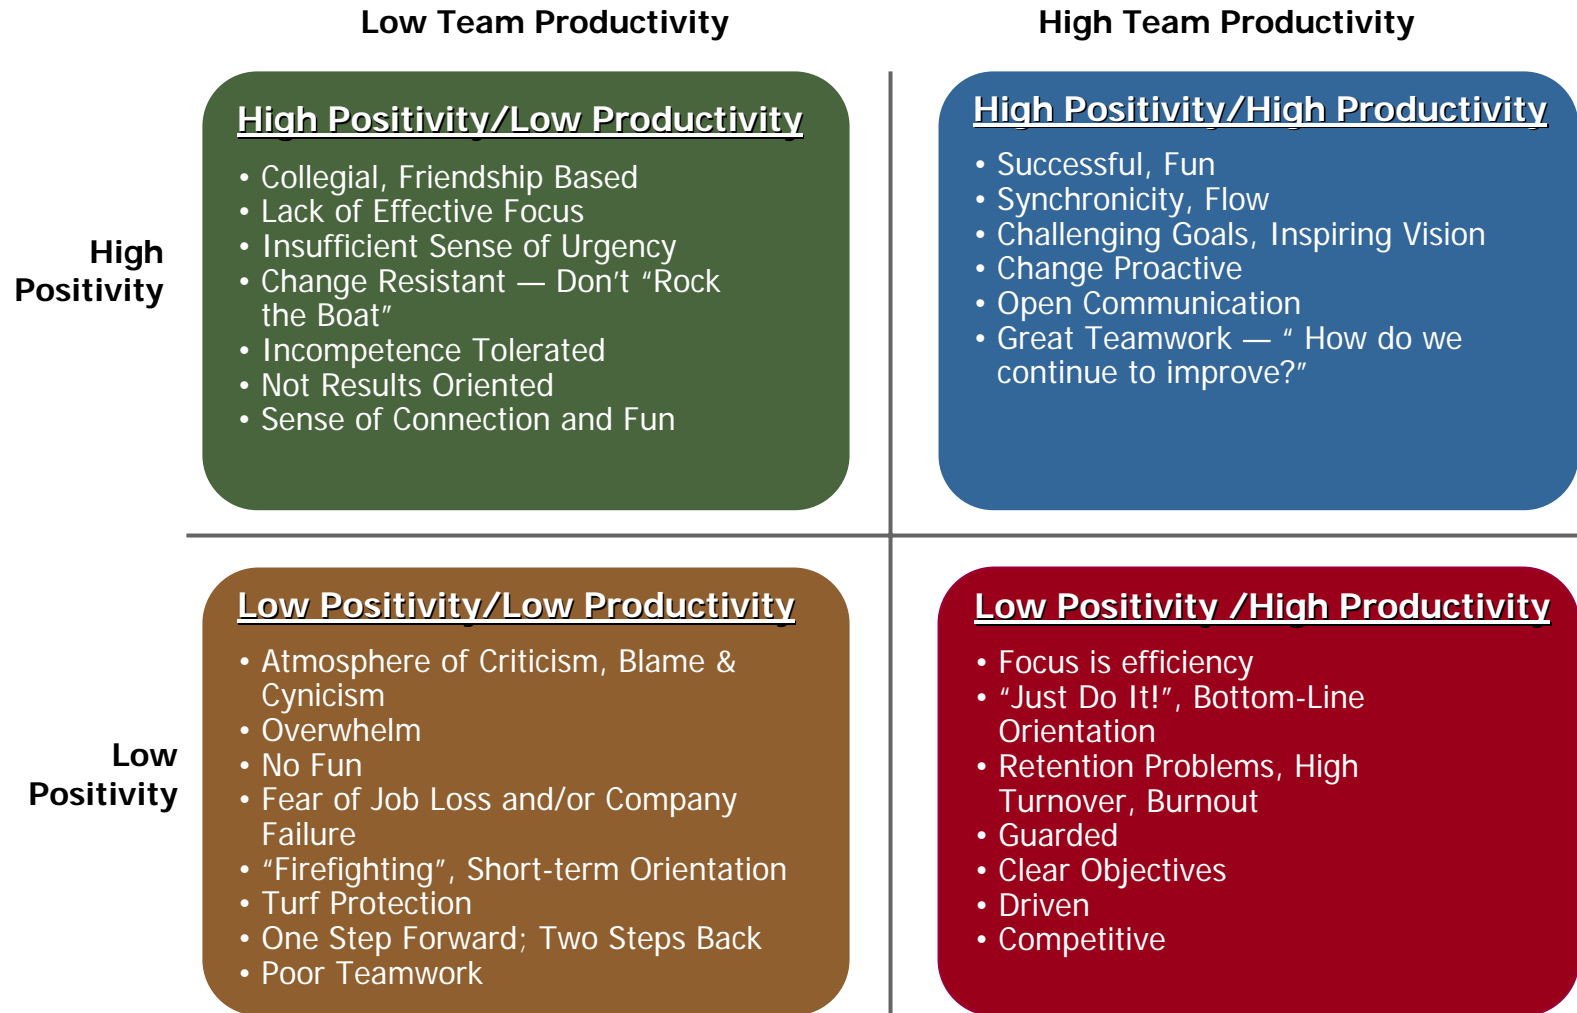 Low Team Productivity
High Team Productivity
High
Positivity
High Positivity/Low Productivity
• Collegial, Friendship Based
• Lack of Effective Focus
• Insufficient Sense of Urgency
• Change Resistant — Don’t “Rock
the Boat”
• Incompetence Tolerated
• Not Results Oriented
• Sense of Connection and Fun
High Positivity/High Productivity
• Successful, Fun
• Synchronicity, Flow
• Challenging Goals, Inspiring Vision
• Change Proactive
• Open Communication
• Great Teamwork — “ How do we
continue to improve?”
Low
Positivity
Low Positivity/Low Productivity
• Atmosphere of Criticism, Blame &
Cynicism
• Overwhelm
• No Fun
• Fear of Job Loss and/or Company
Failure
• “Firefighting”, Short-term Orientation
• Turf Protection
• One Step Forward; Two Steps Back
• Poor Teamwork
Low Positivity /High Productivity
• Focus is efficiency
• “Just Do It!”, Bottom-Line
Orientation
• Retention Problems, High
Turnover, Burnout
• Guarded
• Clear Objectives
• Driven
• Competitive